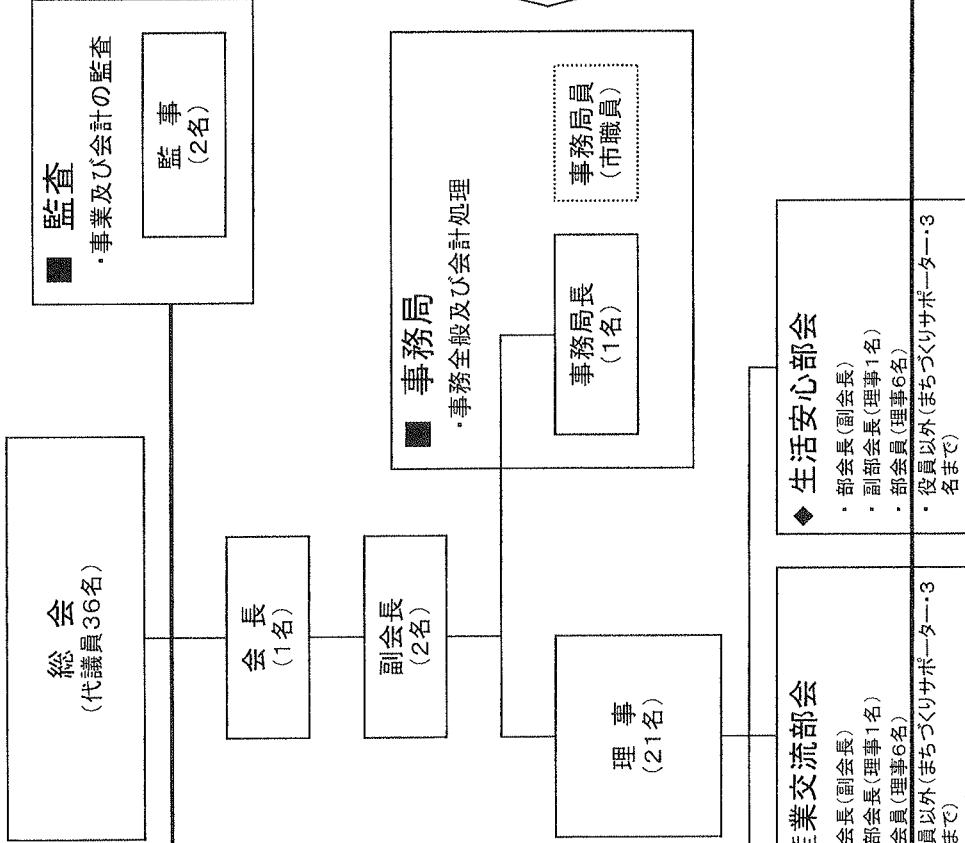 総　会
(代議員36名)
■ 監査
・事業及び会計の監査
監　事
(2名)
会　長
(1名)
副会長
(2名)
■ 事務局
・事務全般及び会計処理
事務局長
(1名)
事務局員
(市職員)
理　事
(21名)
業交流部会
会長(副会長)
部会長(理事1名)
会員(理事6名)
員以外(まちづくりサポーター・3
まで)
◆ 生活安心部会
・ 部会長(副会長)
・ 副部会長(理事1名)
・ 部会員(理事6名)
・ 役員以外(まちづくりサポーター・3
名まで)